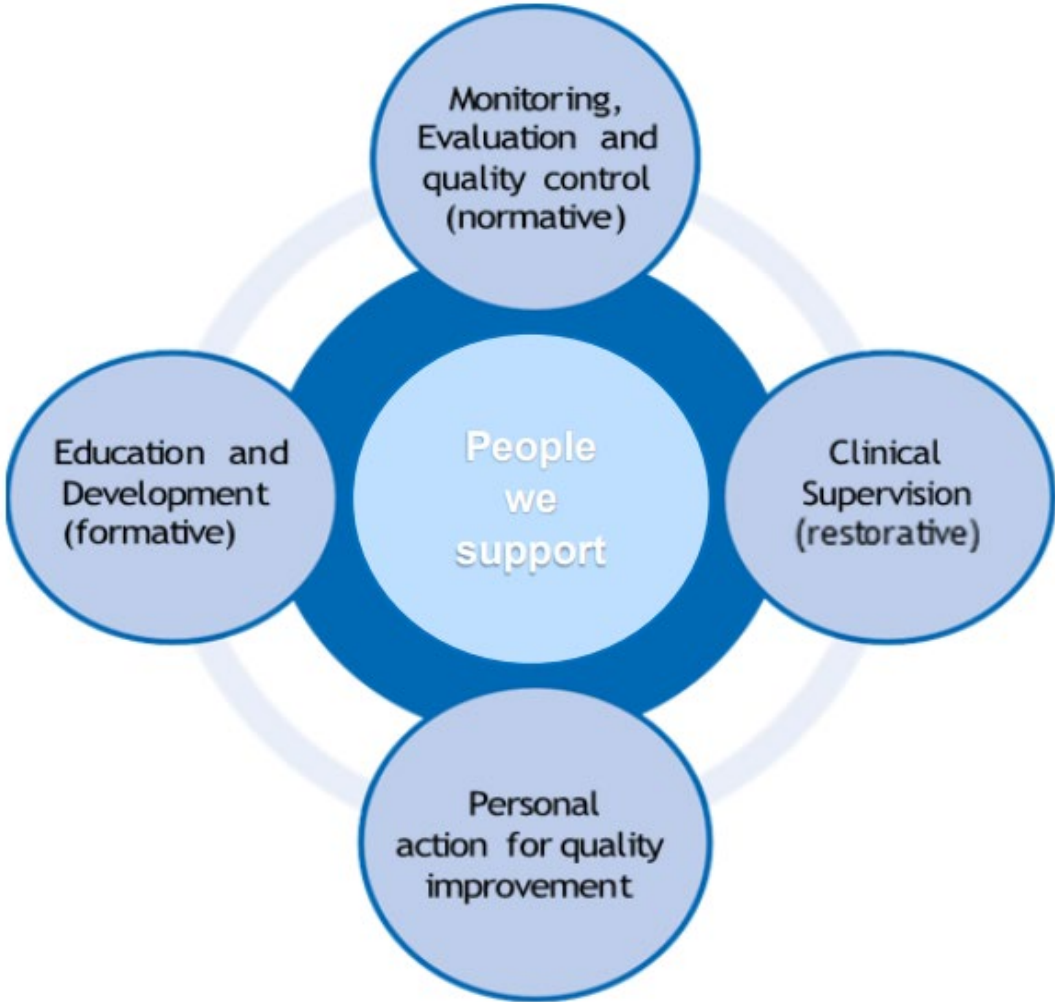 Monitoring,
Evaluation and
quality control
(normative)
Education and
Development
(formative)
People
we
support
Clinical
Supervision
(restorative)
Personal
action for quality
improvement